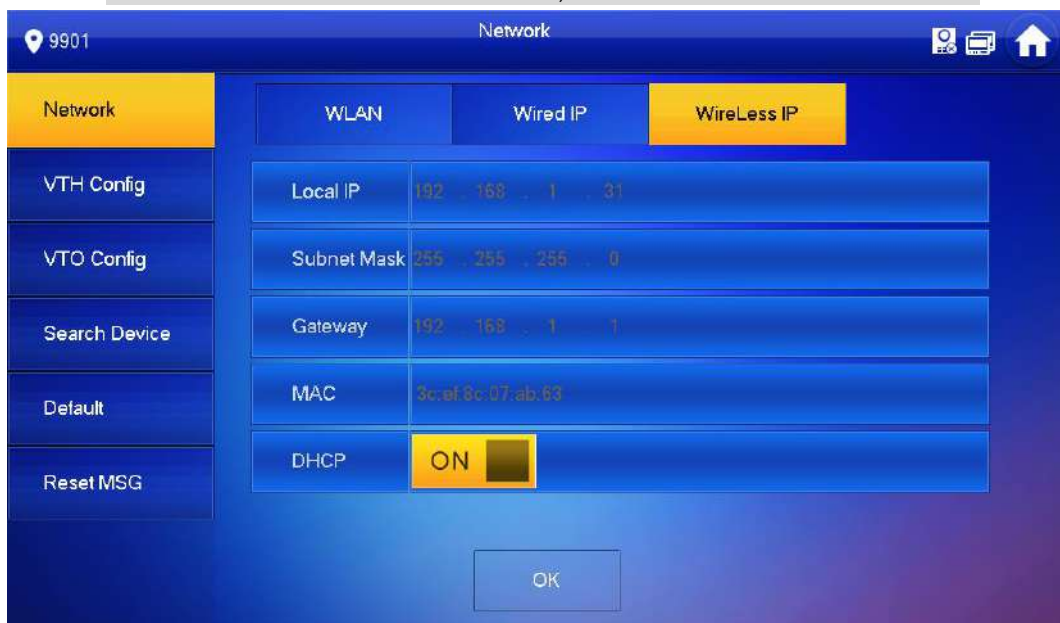 9901
Network
Network
WLAN
Wired IP
WireLess IP
VTH Config
Local IP
192 . 168 . 1 . 31
VTO Config
Subnet Mask
255 . 255 . 255 . 0
Search Device
Gateway
192 . 168 . 1 . 1
Default
MAC
3c:ef:8c:07:ab:63
Reset MSG
DHCP
ON
OK